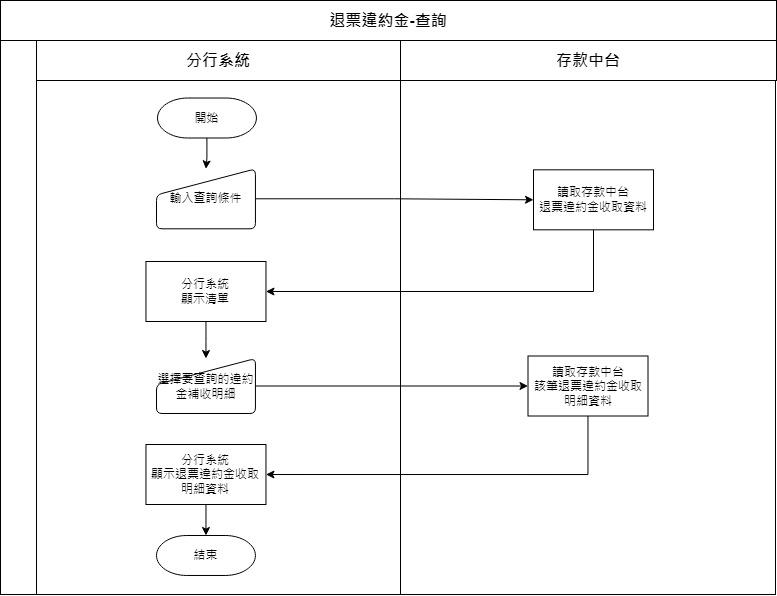 退票違約金-查詢
分行系統
存款中台
開始
輸入查詢條件
讀取存款中台
退票違約金收取資料
分行系統
顯示清單
選擇要查詢的違約
金補收明細
讀取存款中台
該筆退票違約金收取
明細資料
分行系統
顯示退票違約金收取
明細資料
結束